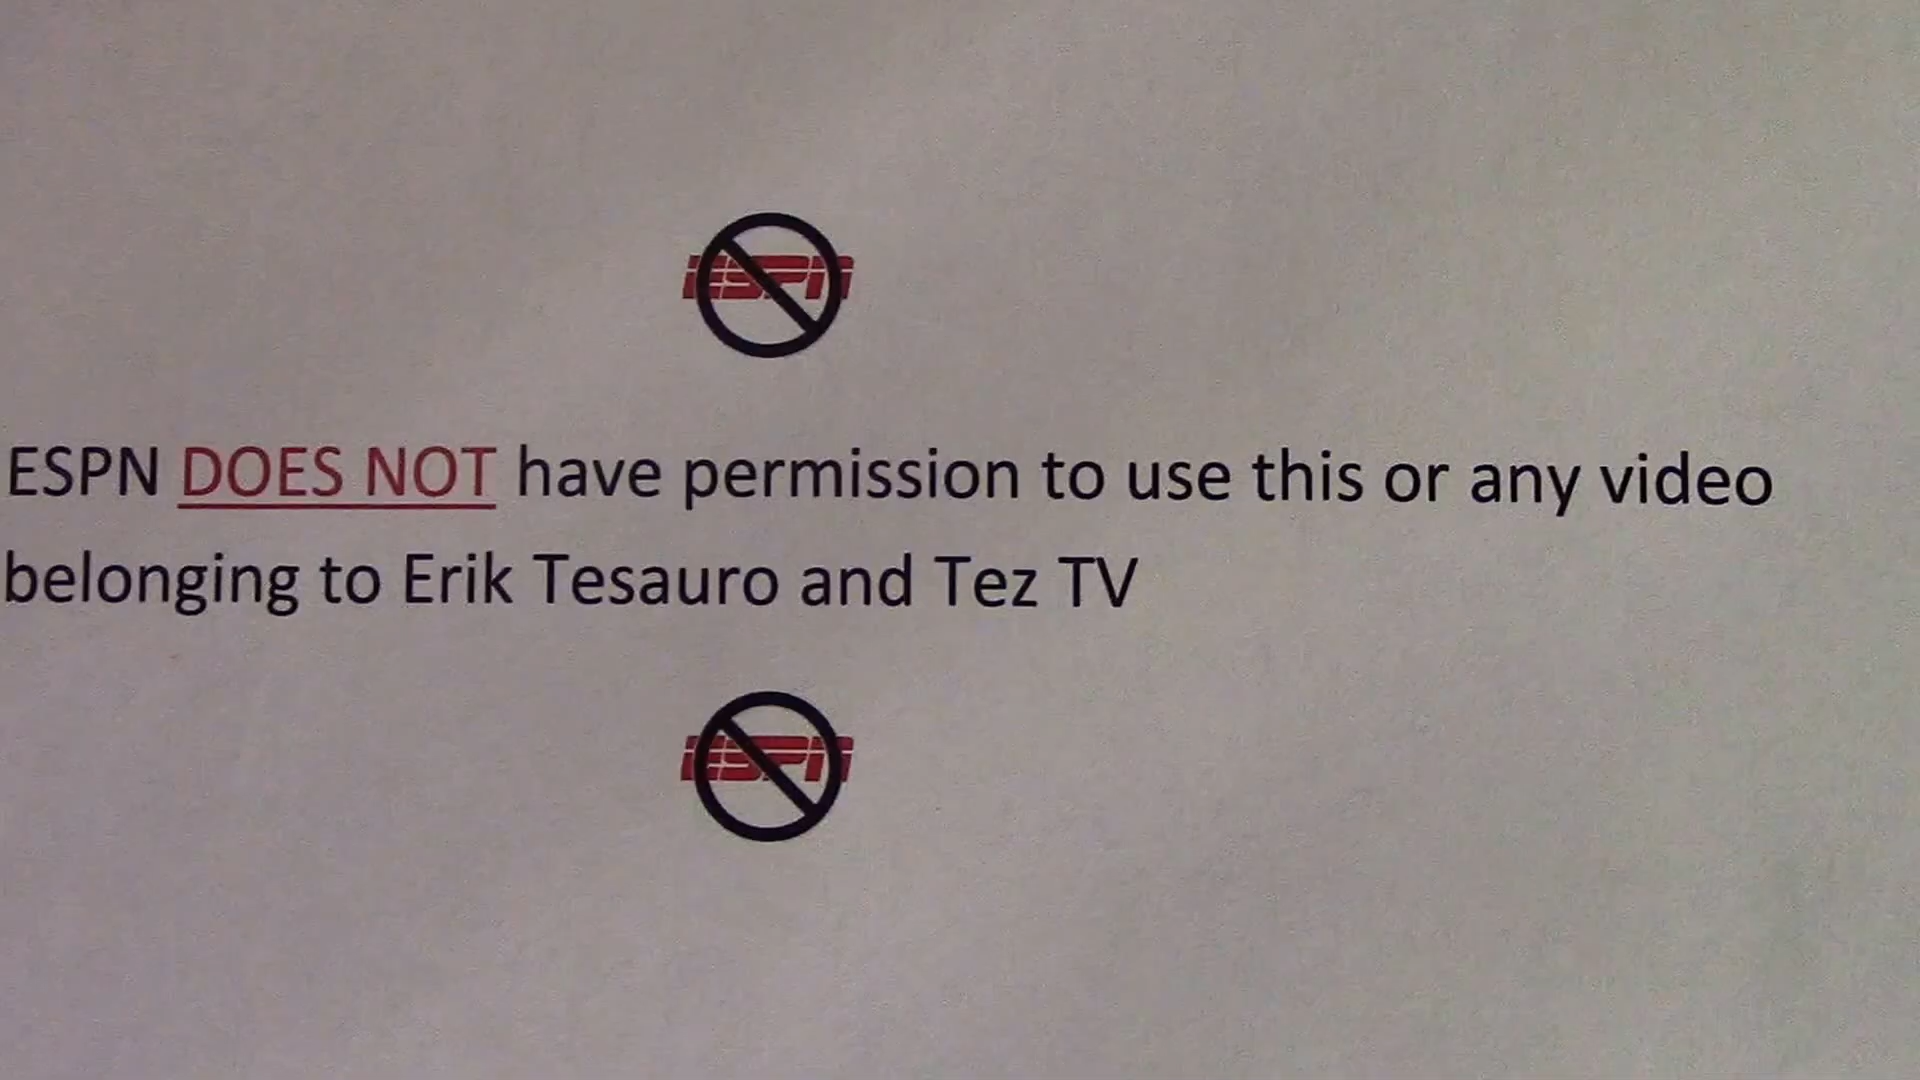 ESPN
ESPN DOES NOT have permission to use this or any video
belonging to Erik Tesauro and Tez TV
ESPN